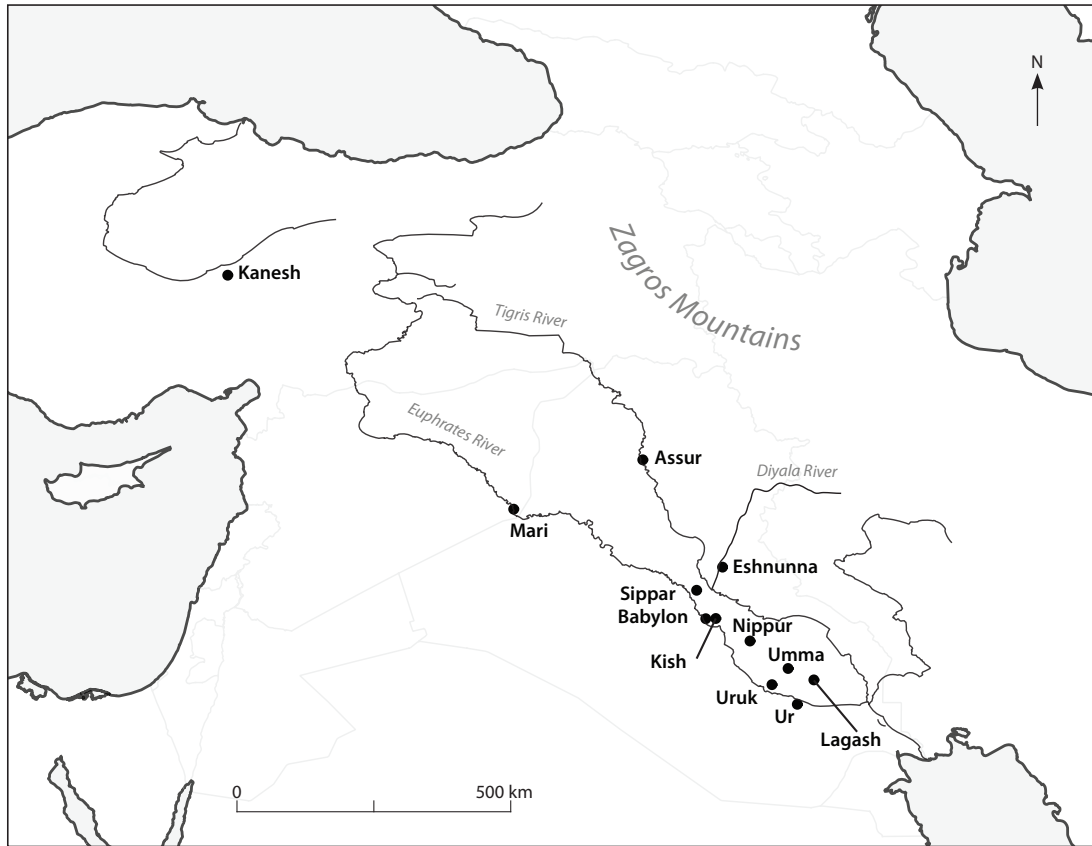 N
Zagros Mountains
Kanesh
Tigris River
Euphrates River
Assur
Diyala River
Mari
Eshnunna
Sippar
Babylon
Nippur
Kish
Umma
Uruk
Ur
Lagash
0
500 km